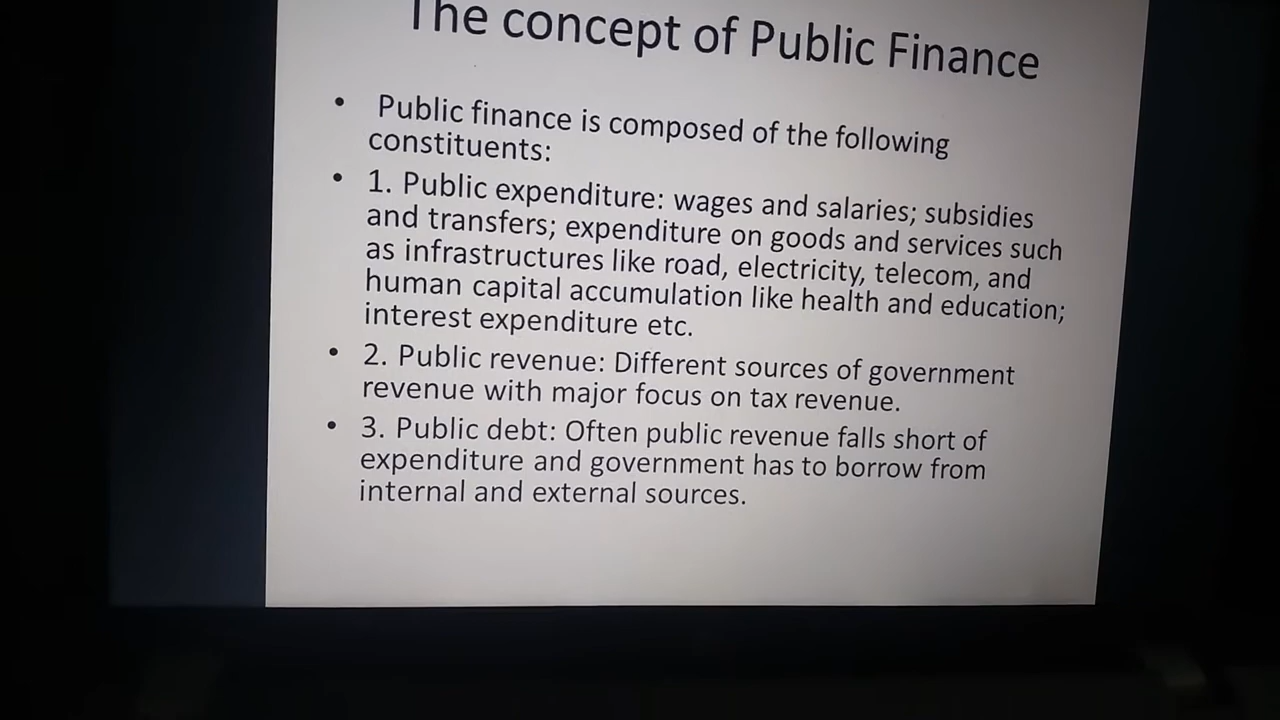 The concept of Public Finance
• Public finance is composed of the following
constituents:
• 1. Public expenditure: wages and salaries; subsidies
and transfers; expenditure on goods and services such
as infrastructures like road, electricity, telecom, and
human capital accumulation like health and education;
interest expenditure etc.
• 2. Public revenue: Different sources of government
revenue with major focus on tax revenue.
• 3. Public debt: Often public revenue falls short of
expenditure and government has to borrow from
internal and external sources.